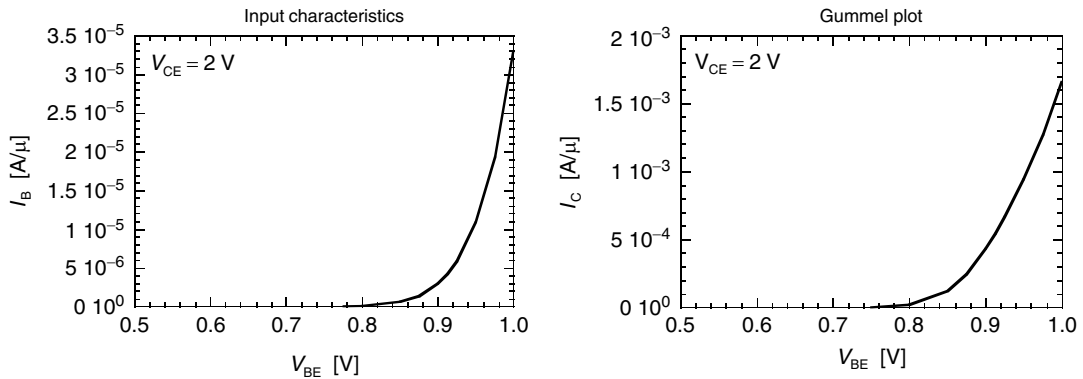 Input characteristics
3.5 10⁻⁵
3 10⁻⁵
2.5 10⁻⁵
2 10⁻⁵
1.5 10⁻⁵
1 10⁻⁵
5 10⁻⁶
0 10⁰
I_B [A/μ]
V_CE = 2 V
0.5 0.6 0.7 0.8 0.9 1.0
V_BE [V]
Gummel plot
2 10⁻³
1.5 10⁻³
1 10⁻³
5 10⁻⁴
0 10⁰
I_C [A/μ]
V_CE = 2 V
0.5 0.6 0.7 0.8 0.9 1.0
V_BE [V]